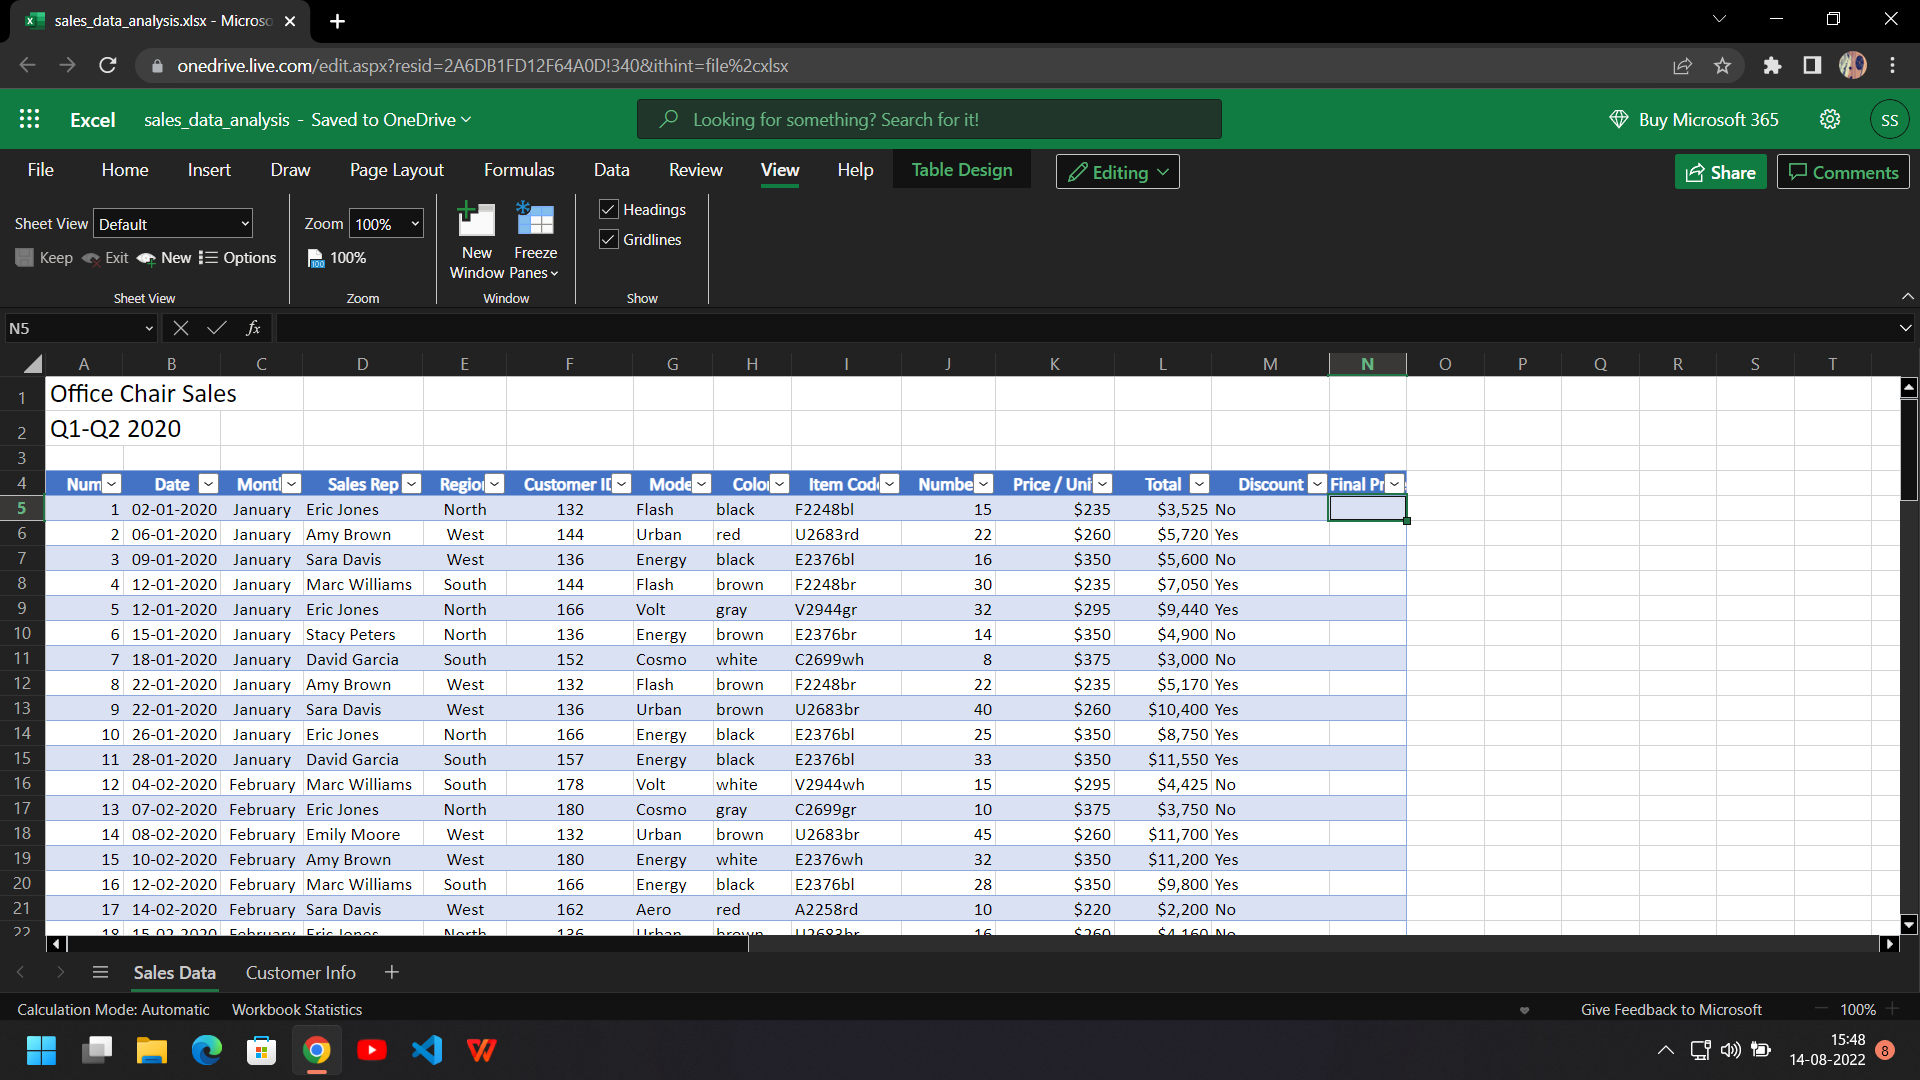 sales_data_analysis.xlsx - Microso
onedrive.live.com/edit.aspx?resid=2A6DB1FD12F64A0D!340&ithint=file%2cxlsx
Excel sales_data_analysis - Saved to OneDrive Looking for something? Search for it! Buy Microsoft 365 SS
File Home Insert Draw Page Layout Formulas Data Review View Help Table Design Editing Share Comments
Sheet View Default Zoom 100% New Window Freeze Panes Headings
Gridlines
Keep Exit New Options 100%
Sheet View Zoom Window Show
N5 fx
A B C D E F G H I J K L M N O P Q R S T
1 Office Chair Sales
2 Q1-Q2 2020
3
4 Num Date Month Sales Rep Region Customer ID Mode Color Item Code Numbe Price / Uni Total Discount Final Pr
5 1 02-01-2020 January Eric Jones North 132 Flash black F2248bl 15 $235 $3,525 No
6 2 06-01-2020 January Amy Brown West 144 Urban red U2683rd 22 $260 $5,720 Yes
7 3 09-01-2020 January Sara Davis West 136 Energy black E2376bl 16 $350 $5,600 No
8 4 12-01-2020 January Marc Williams South 144 Flash brown F2248br 30 $235 $7,050 Yes
9 5 12-01-2020 January Eric Jones North 166 Volt gray V2944gr 32 $295 $9,440 Yes
10 6 15-01-2020 January Stacy Peters North 136 Energy brown E2376br 14 $350 $4,900 No
11 7 18-01-2020 January David Garcia South 152 Cosmo white C2699wh 8 $375 $3,000 No
12 8 22-01-2020 January Amy Brown West 132 Flash brown F2248br 22 $235 $5,170 Yes
13 9 22-01-2020 January Sara Davis West 136 Urban brown U2683br 40 $260 $10,400 Yes
14 10 26-01-2020 January Eric Jones North 166 Energy black E2376bl 25 $350 $8,750 Yes
15 11 28-01-2020 January David Garcia South 157 Energy black E2376bl 33 $350 $11,550 Yes
16 12 04-02-2020 February Marc Williams South 178 Volt white V2944wh 15 $295 $4,425 No
17 13 07-02-2020 February Eric Jones North 180 Cosmo gray C2699gr 10 $375 $3,750 No
18 14 08-02-2020 February Emily Moore West 132 Urban brown U2683br 45 $260 $11,700 Yes
19 15 10-02-2020 February Amy Brown West 180 Energy white E2376wh 32 $350 $11,200 Yes
20 16 12-02-2020 February Marc Williams South 166 Energy black E2376bl 28 $350 $9,800 Yes
21 17 14-02-2020 February Sara Davis West 162 Aero red A2258rd 10 $220 $2,200 No
22 18 15-02-2020 February Eric Jones North 136 Urban brown U2683br 16 $260 $4,160 No
Sales Data Customer Info
Calculation Mode: Automatic Workbook Statistics Give Feedback to Microsoft 100%
15:48
14-08-2022 8